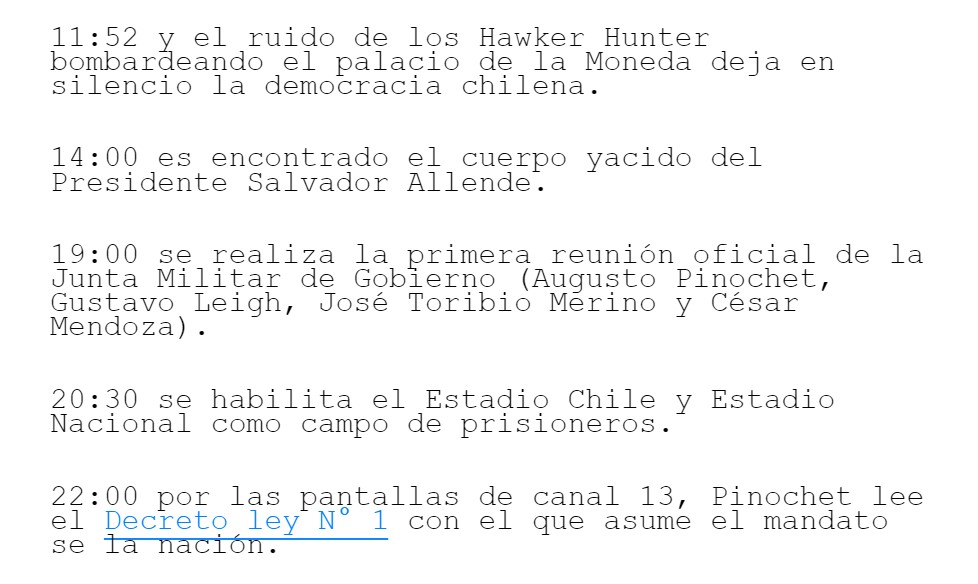 11:52 y el ruido de los Hawker Hunter
bombardeando el palacio de la Moneda deja en
silencio la democracia chilena.
14:00 es encontrado el cuerpo yacido del
Presidente Salvador Allende.
19:00 se realiza la primera reunión oficial de la
Junta Militar de Gobierno (Augusto Pinochet,
Gustavo Leigh, José Toribio Merino y César
Mendoza).
20:30 se habilita el Estadio Chile y Estadio
Nacional como campo de prisioneros.
22:00 por las pantallas de canal 13, Pinochet lee
el Decreto ley N° 1 con el que asume el mandato
se la nación.